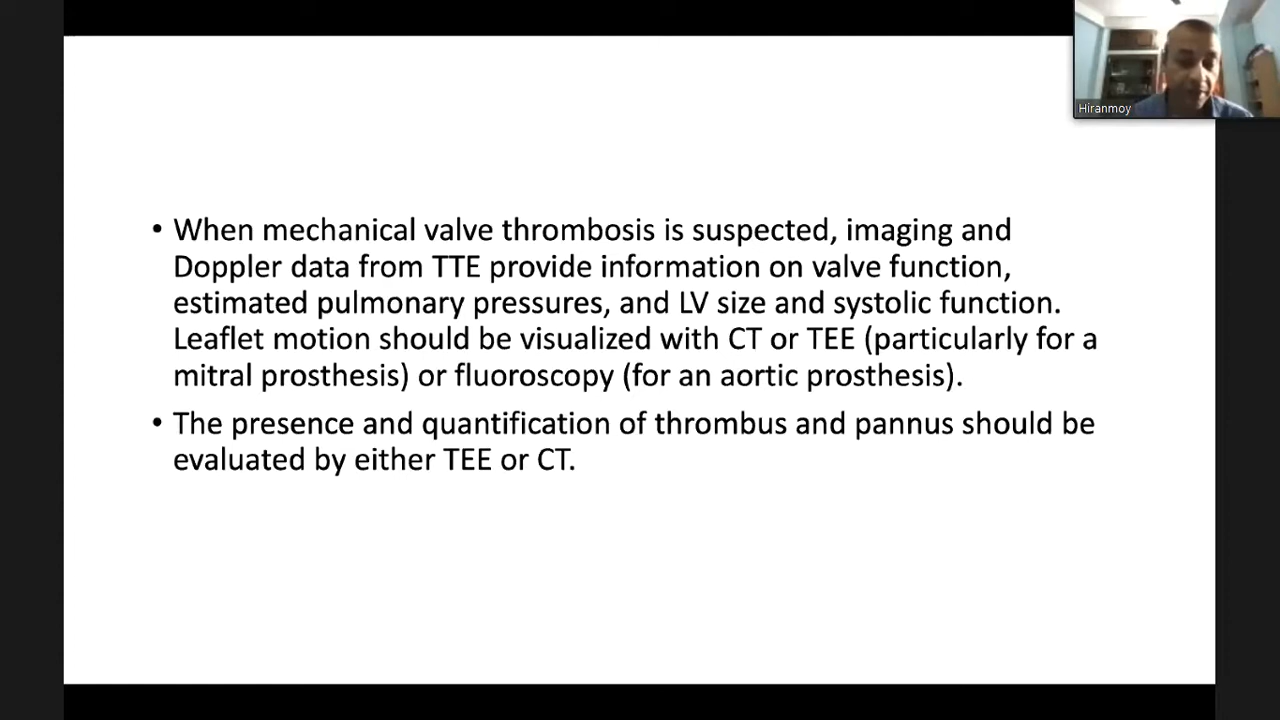 Hiranmoy
• When mechanical valve thrombosis is suspected, imaging and
Doppler data from TTE provide information on valve function,
estimated pulmonary pressures, and LV size and systolic function.
Leaflet motion should be visualized with CT or TEE (particularly for a
mitral prosthesis) or fluoroscopy (for an aortic prosthesis).
• The presence and quantification of thrombus and pannus should be
evaluated by either TEE or CT.